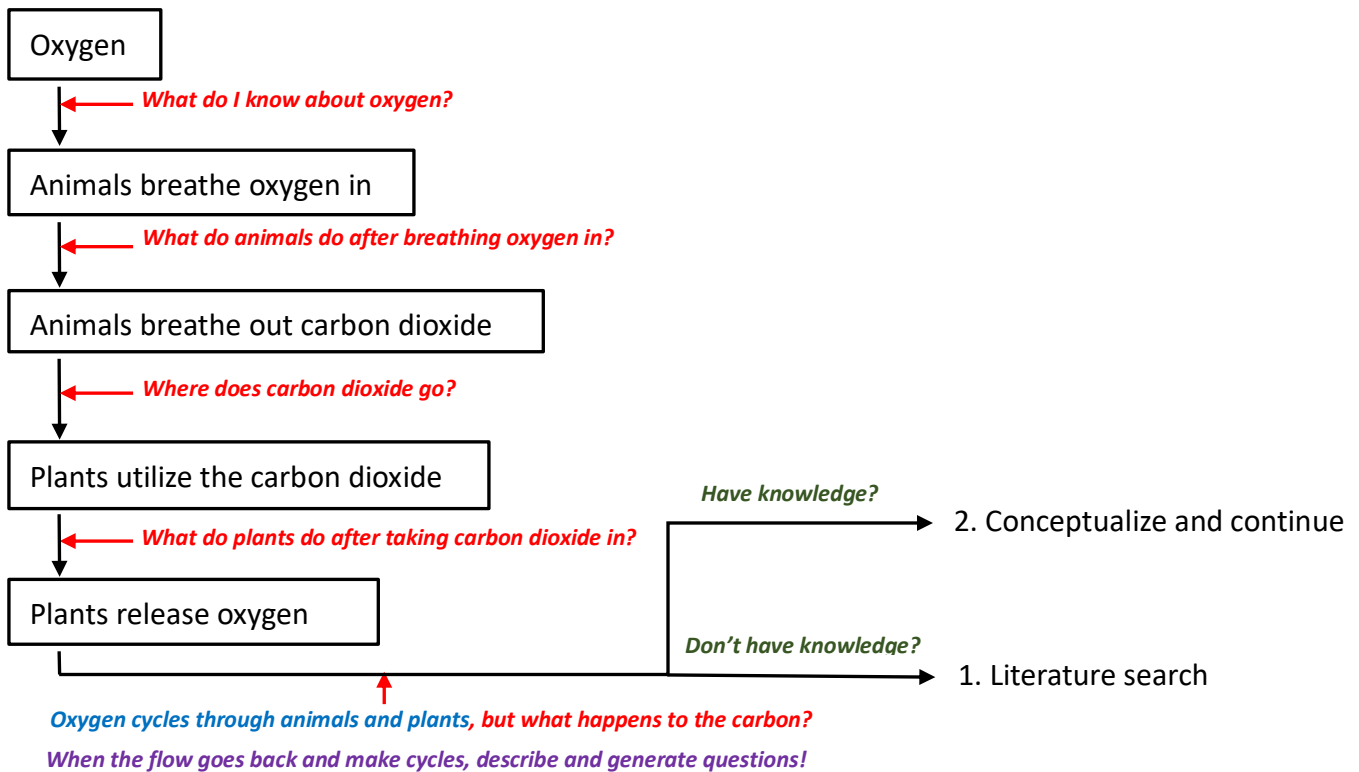 Oxygen
What do I know about oxygen?
Animals breathe oxygen in
What do animals do after breathing oxygen in?
Animals breathe out carbon dioxide
Where does carbon dioxide go?
Plants utilize the carbon dioxide
Have knowledge?
2. Conceptualize and continue
What do plants do after taking carbon dioxide in?
Plants release oxygen
Don’t have knowledge?
1. Literature search
Oxygen cycles through animals and plants, but what happens to the carbon?
When the flow goes back and make cycles, describe and generate questions!